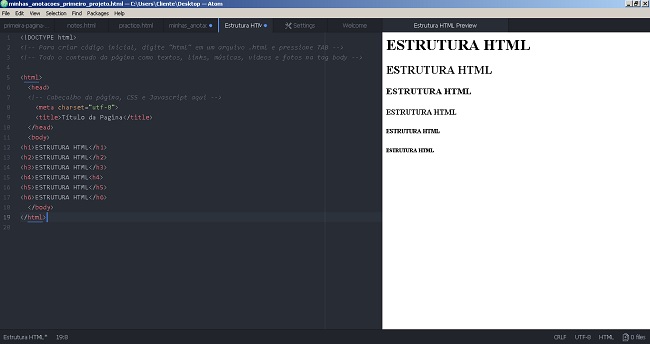 minhas_anotacoes_primeiro_projeto.html — C:\Users\Cliente\Desktop — Atom
File Edit View Selection Find Packages Help
primeira pagina notes.html practice.html minhas_anotac Estrutura HTM Settings Welcome Estrutura HTML Preview
1 <!DOCTYPE html>
2 <!-- Para criar código inicial, digite "html" em um arquivo .html e pressione TAB -->
3 <!-- Todo o conteudo da página como textos, links, músicas, videos e fotos na tag body -->
4
5 <html>
6 <head>
7 <!-- Cabeçalho da página, CSS e Javascript aqui -->
8 <meta charset="utf-8">
9 <title>Titulo da Pagina</title>
10 </head>
11 <body>
12 <h1>ESTRUTURA HTML</h1>
13 <h2>ESTRUTURA HTML</h2>
14 <h3>ESTRUTURA HTML</h3>
15 <h4>ESTRUTURA HTML<h4>
16 <h5>ESTRUTURA HTML</h5>
17 <h6>ESTRUTURA HTML</h6>
18 </body>
19 </html>
20
ESTRUTURA HTML
ESTRUTURA HTML
ESTRUTURA HTML
ESTRUTURA HTML
ESTRUTURA HTML
ESTRUTURA HTML
Estrutura HTML* 19:8 CRLF UTF-8 HTML 0 files